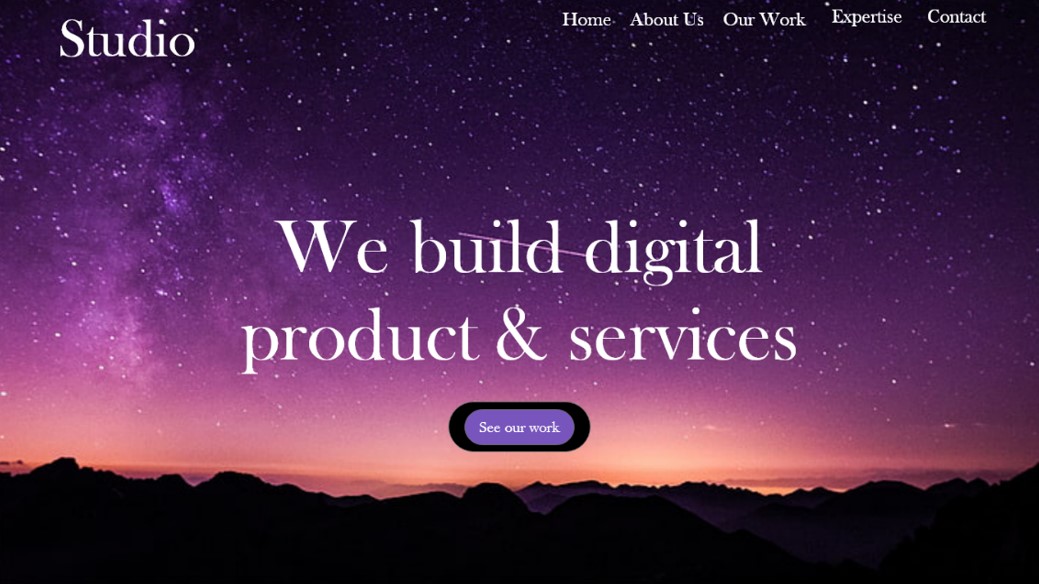 Studio
Home About Us Our Work Expertise Contact
We build digital
product & services
See our work